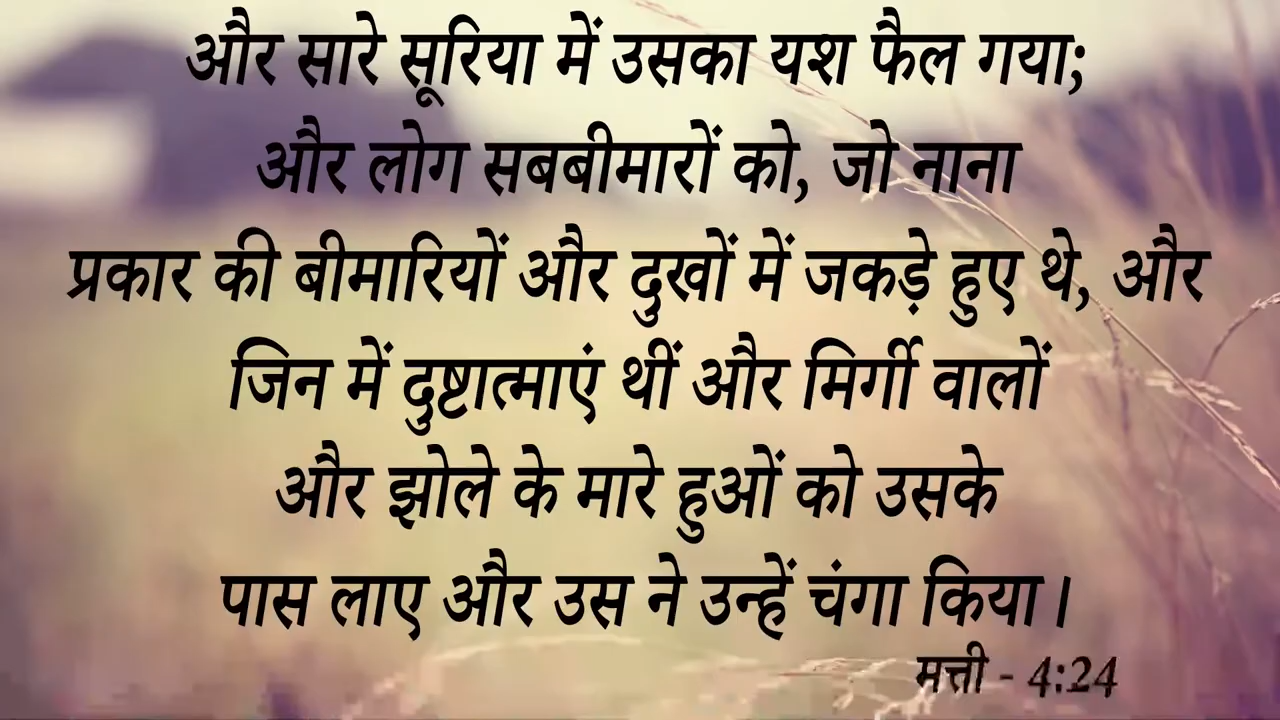 और सारे सूरिया में उसका यश फैल गया;
और लोग सबबीमारों को, जो नाना
प्रकार की बीमारियों और दुखों में जकड़े हुए थे, और
जिन में दुष्टात्माएं थीं और मिर्गी वालों
और झोले के मारे हुओं को उसके
पास लाए और उस ने उन्हें चंगा किया।
मत्ती - 4:24